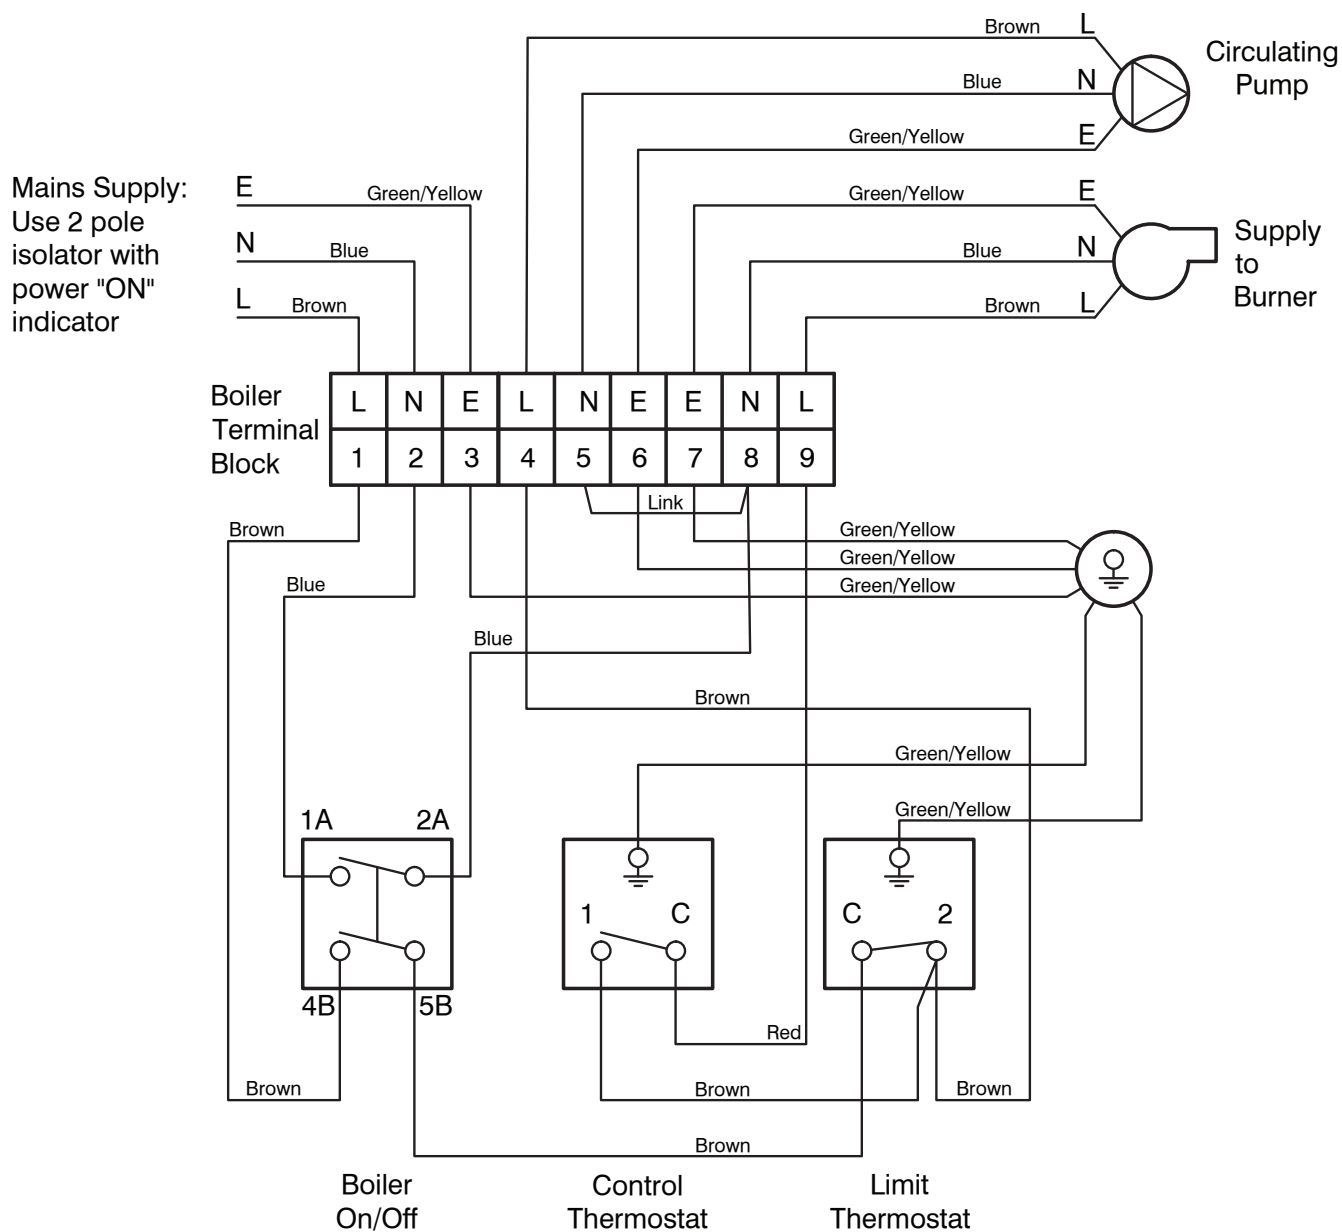 Brown L
Circulating
Pump
Blue N
Green/Yellow E
Mains Supply:
Use 2 pole
isolator with
power "ON"
indicator
E Green/Yellow
N Blue
L Brown
Green/Yellow E
Blue N
Brown L
Supply
to
Burner
Boiler
Terminal
Block
L N E L N E E N L
1 2 3 4 5 6 7 8 9
Link
Brown
Green/Yellow
Green/Yellow
Blue
Green/Yellow
Blue
Brown
Green/Yellow
Green/Yellow
1A 2A
1 C
C 2
4B 5B
Red
Brown
Brown
Brown
Brown
Boiler
On/Off
Control
Thermostat
Limit
Thermostat